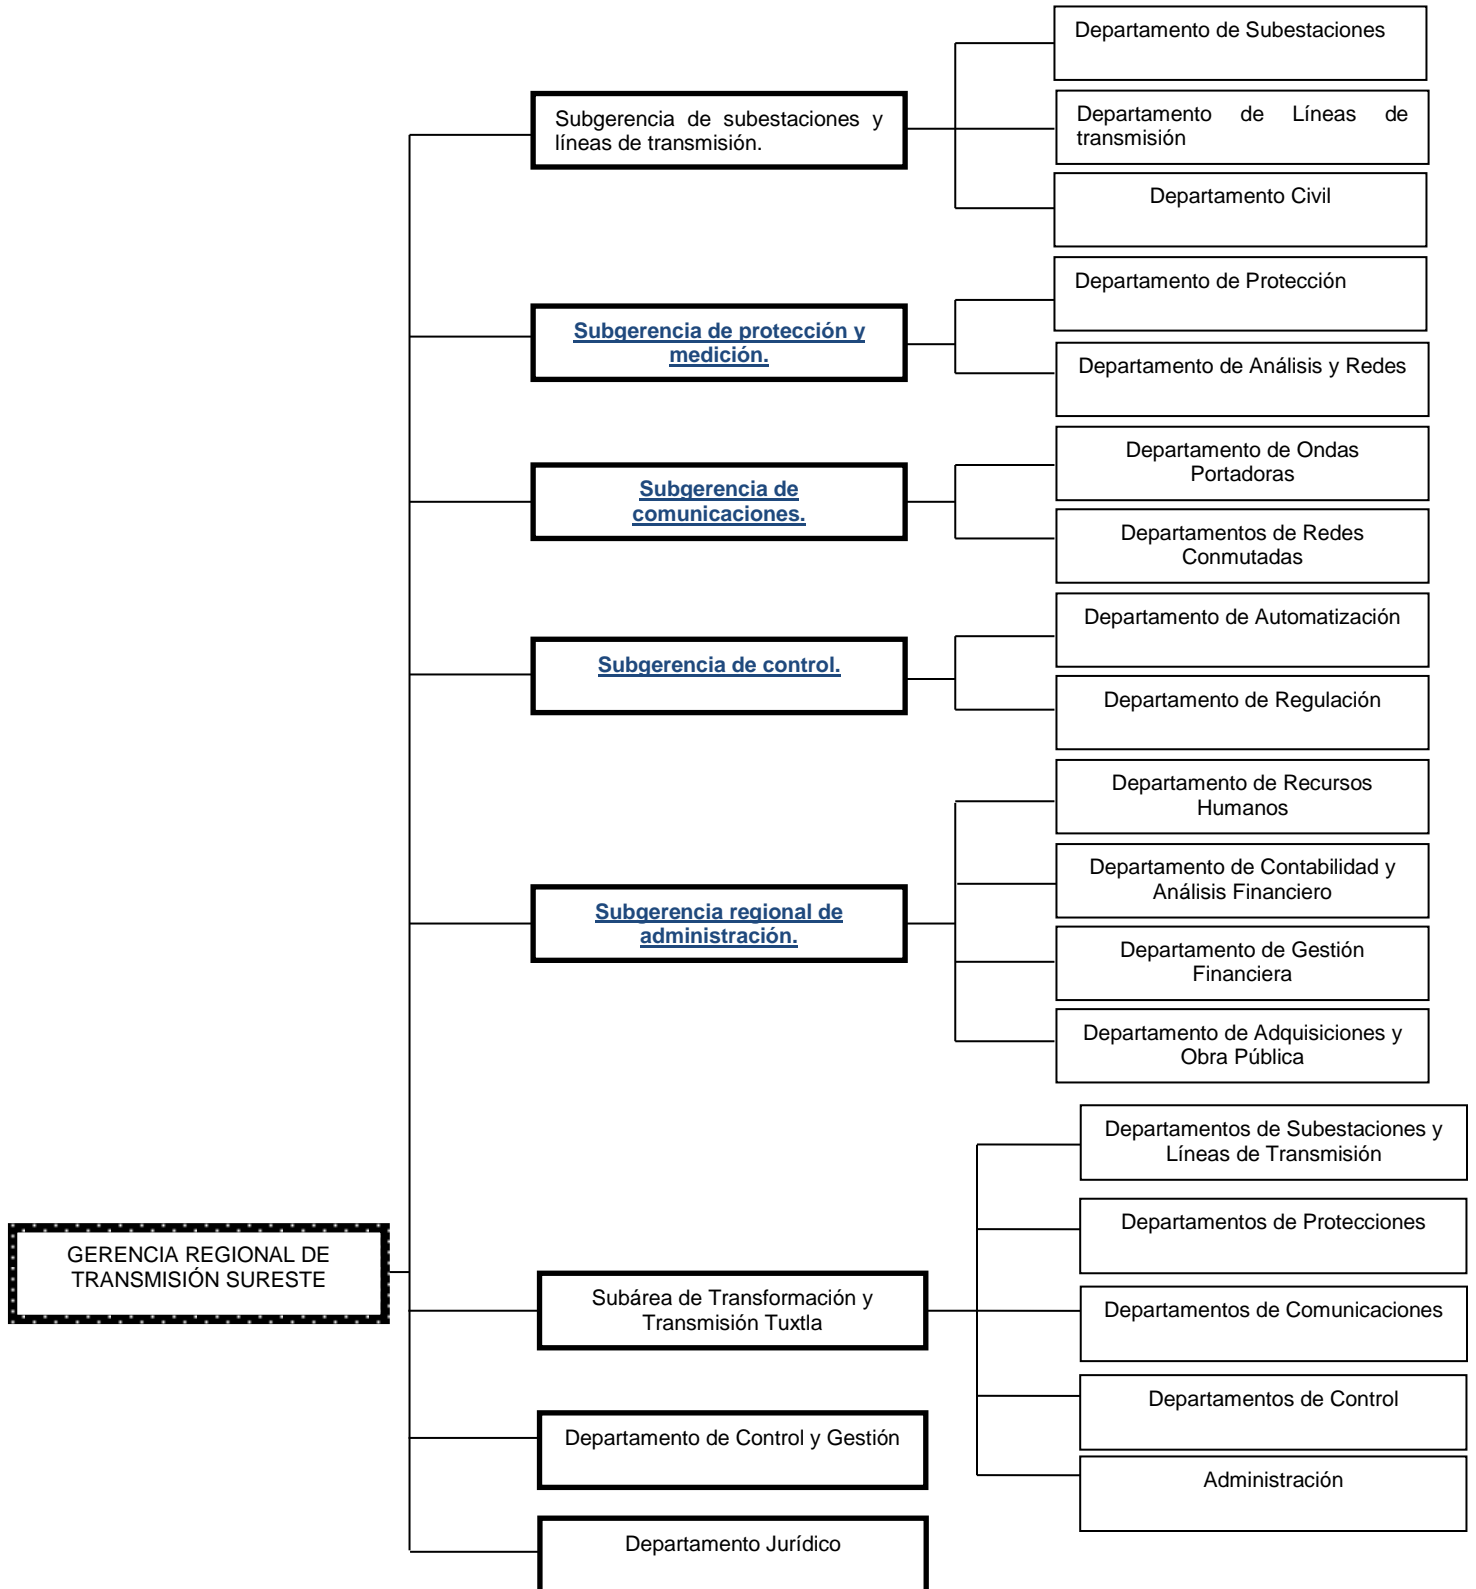 Departamento de Subestaciones
Subgerencia de subestaciones y
líneas de transmisión.
Departamento de Líneas de
transmisión
Departamento Civil
Departamento de Protección
Subgerencia de protección y
medición.
Departamento de Análisis y Redes
Departamento de Ondas
Portadoras
Subgerencia de
comunicaciones.
Departamentos de Redes
Conmutadas
Departamento de Automatización
Subgerencia de control.
Departamento de Regulación
Departamento de Recursos
Humanos
Departamento de Contabilidad y
Análisis Financiero
Subgerencia regional de
administración.
Departamento de Gestión
Financiera
Departamento de Adquisiciones y
Obra Pública
Departamentos de Subestaciones y
Líneas de Transmisión
Departamentos de Protecciones
GERENCIA REGIONAL DE
TRANSMISIÓN SURESTE
Subárea de Transformación y
Transmisión Tuxtla
Departamentos de Comunicaciones
Departamentos de Control
Departamento de Control y Gestión
Administración
Departamento Jurídico